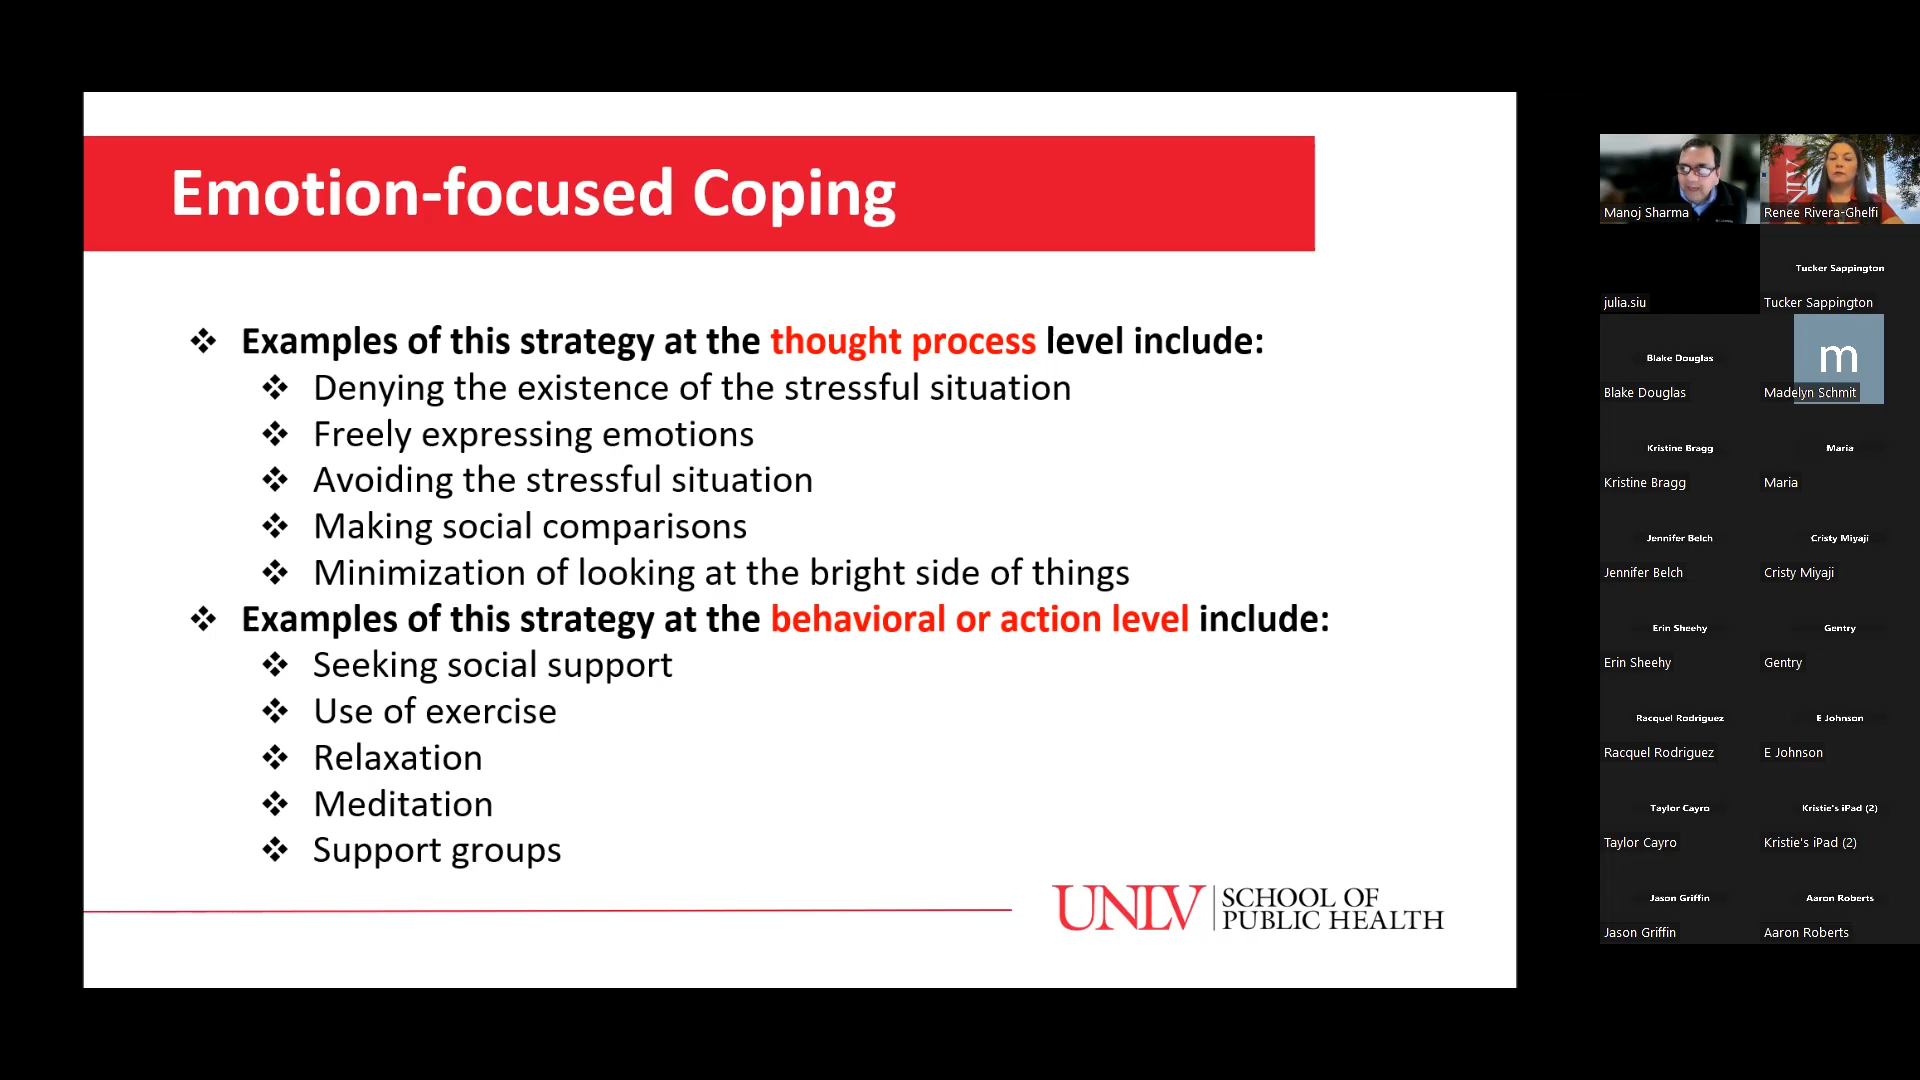 Emotion-focused Coping
❖ Examples of this strategy at the thought process level include:
❖ Denying the existence of the stressful situation
❖ Freely expressing emotions
❖ Avoiding the stressful situation
❖ Making social comparisons
❖ Minimization of looking at the bright side of things
❖ Examples of this strategy at the behavioral or action level include:
❖ Seeking social support
❖ Use of exercise
❖ Relaxation
❖ Meditation
❖ Support groups
UNLV
SCHOOL OF
PUBLIC HEALTH
Manoj Sharma
UNLV
Renee Rivera-Ghelfi
julia.siu
Tucker Sappington
Tucker Sappington
Blake Douglas
Blake Douglas
m
Madelyn Schmit
Kristine Bragg
Kristine Bragg
Maria
Maria
Jennifer Belch
Jennifer Belch
Cristy Miyaji
Cristy Miyaji
Erin Sheehy
Erin Sheehy
Gentry
Gentry
Racquel Rodriguez
Racquel Rodriguez
E Johnson
E Johnson
Taylor Cayro
Taylor Cayro
Kristie's iPad (2)
Kristie's iPad (2)
Jason Griffin
Jason Griffin
Aaron Roberts
Aaron Roberts